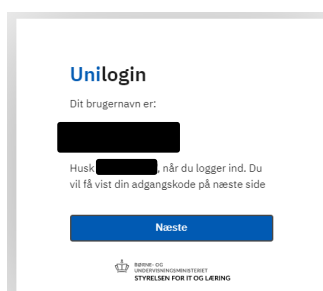 Unilogin
Dit brugernavn er:
Husk , når du logger ind. Du
vil få vist din adgangskode på næste side
Næste
BØRNE- OG
UNDERVISNINGSMINISTERIET
STYRELSEN FOR IT OG LÆRING